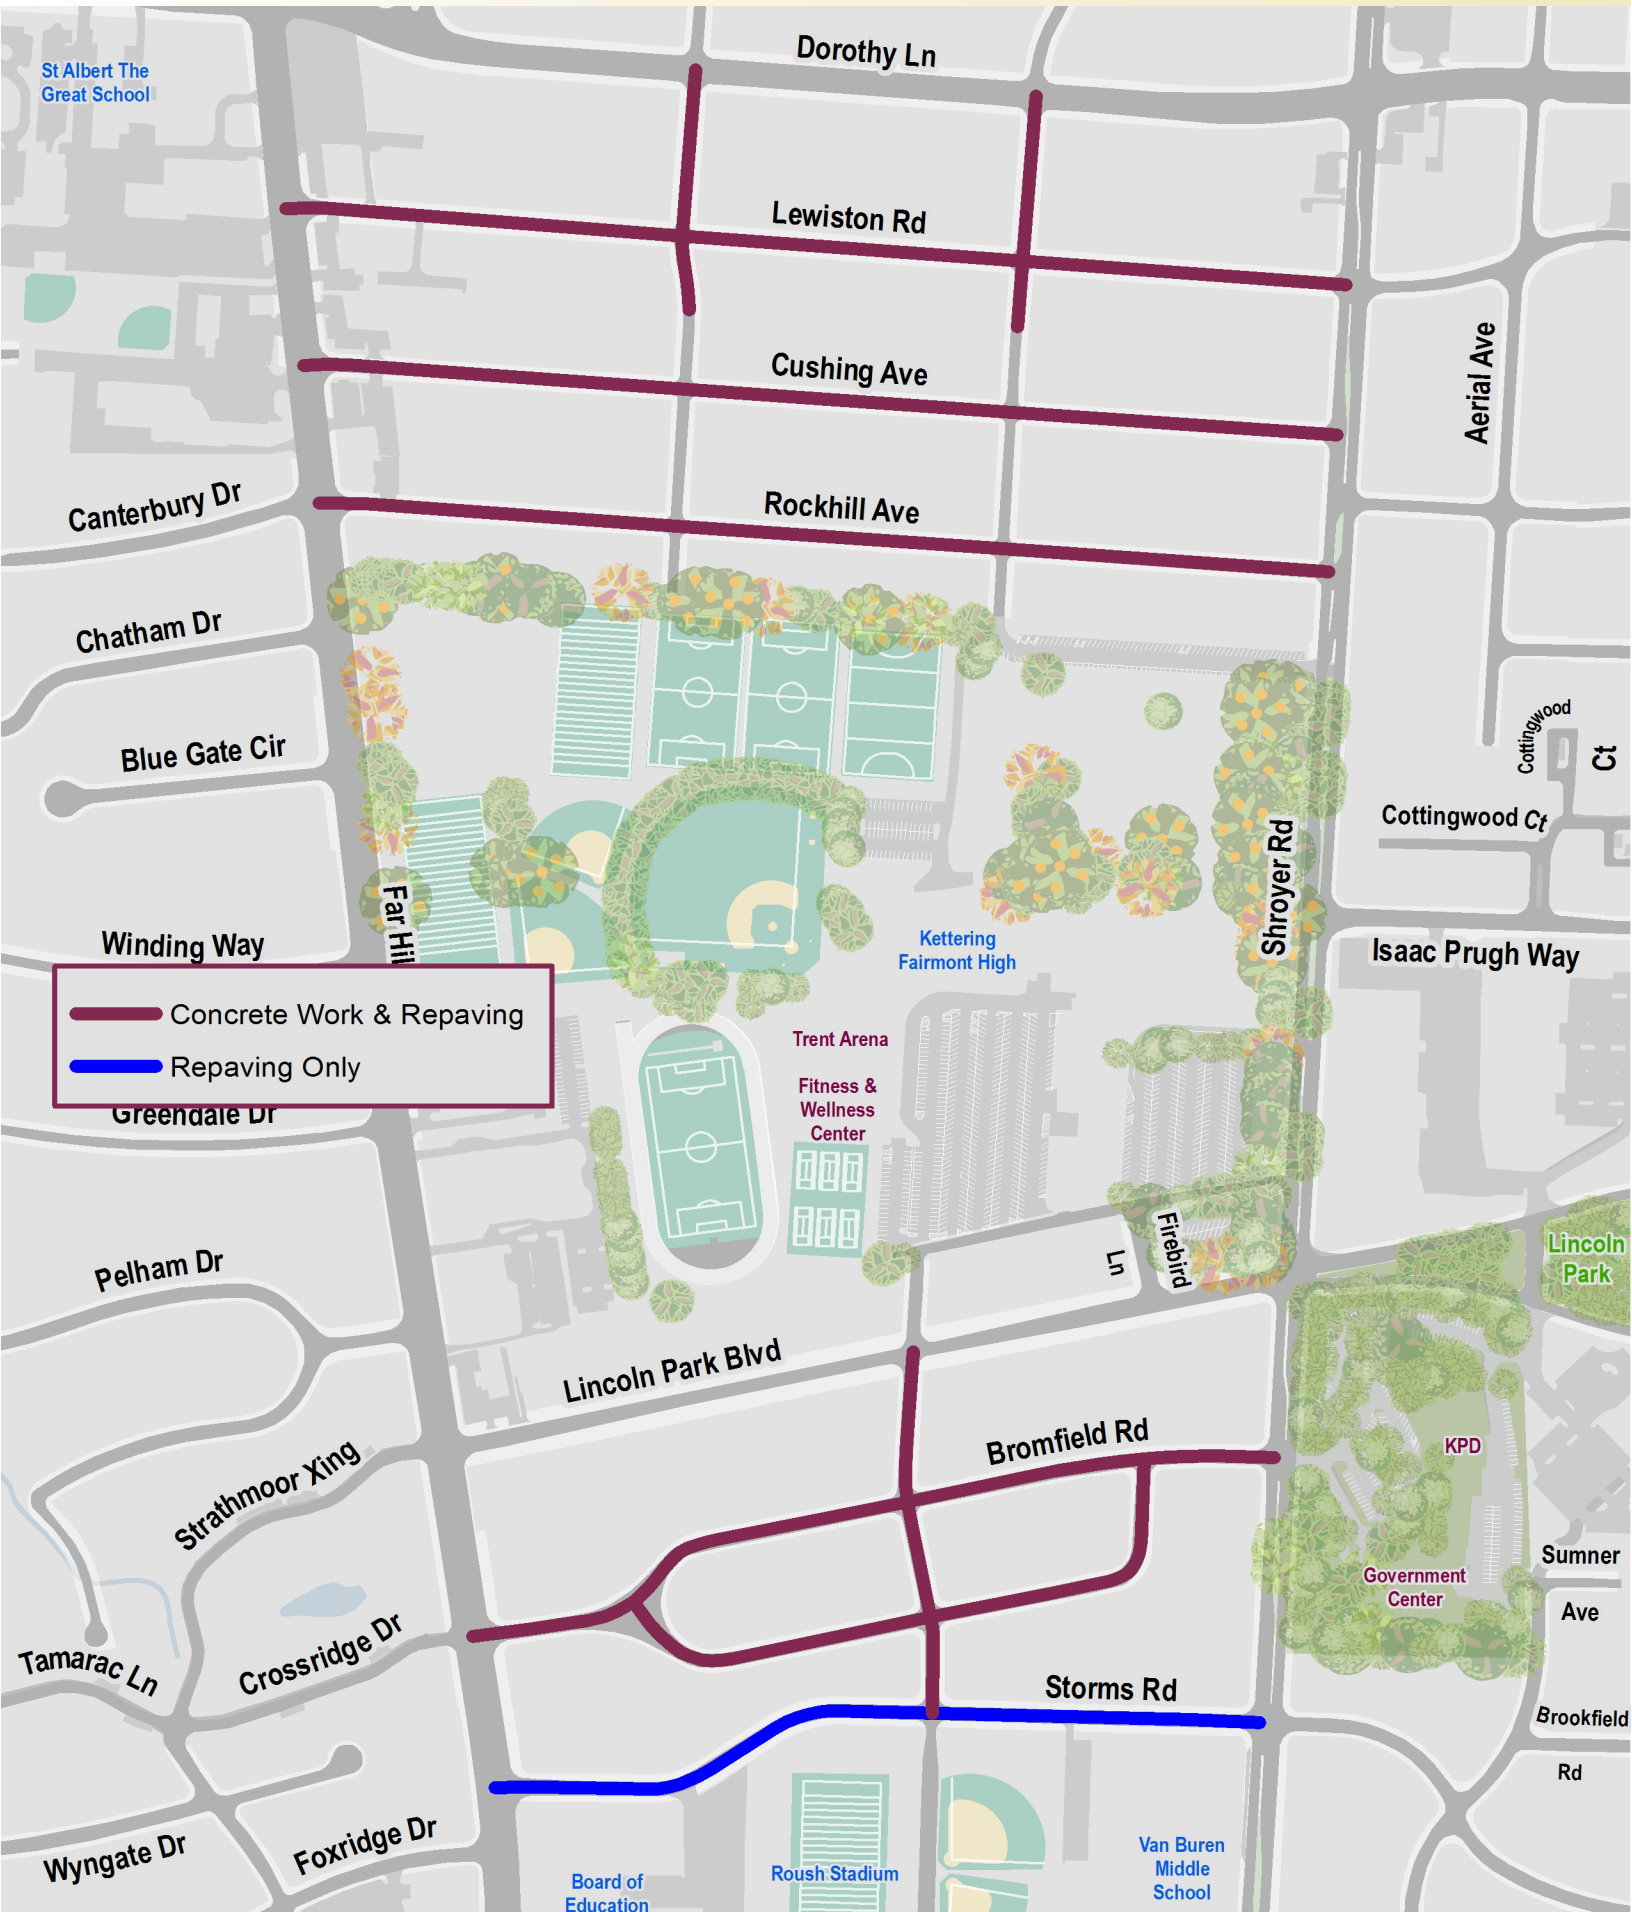 Dorothy Ln
St Albert The
Great School
Lewiston Rd
Cushing Ave
Aerial Ave
Canterbury Dr
Rockhill Ave
Chatham Dr
Blue Gate Cir
Cottingwood
Ct
Cottingwood Ct
Shroyer Rd
Far Hil
Winding Way
Kettering
Fairmont High
Isaac Prugh Way
Concrete Work & Repaving
Repaving Only
Trent Arena
Fitness &
Wellness
Center
Greendale Dr
Firebird
Ln
Lincoln
Park
Pelham Dr
Lincoln Park Blvd
Bromfield Rd
KPD
Strathmoor Xing
Sumner
Ave
Government
Center
Crossridge Dr
Tamarac Ln
Storms Rd
Brookfield
Rd
Wyngate Dr
Foxridge Dr
Board of
Education
Roush Stadium
Van Buren
Middle
School